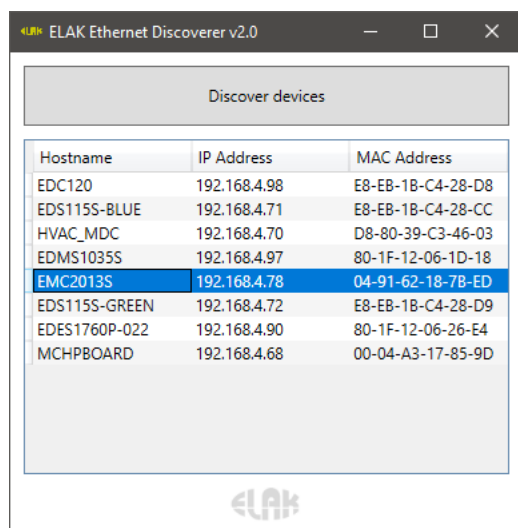 ELAK ELAK Ethernet Discoverer v2.0
Discover devices
Hostname IP Address MAC Address
EDC120 192.168.4.98 E8-EB-1B-C4-28-D8
EDS115S-BLUE 192.168.4.71 E8-EB-1B-C4-28-CC
HVAC_MDC 192.168.4.70 D8-80-39-C3-46-03
EDMS1035S 192.168.4.97 80-1F-12-06-1D-18
EMC2013S 192.168.4.78 04-91-62-18-7B-ED
EDS115S-GREEN 192.168.4.72 E8-EB-1B-C4-28-D9
EDES1760P-022 192.168.4.90 80-1F-12-06-26-E4
MCHPBOARD 192.168.4.68 00-04-A3-17-85-9D
ELAK